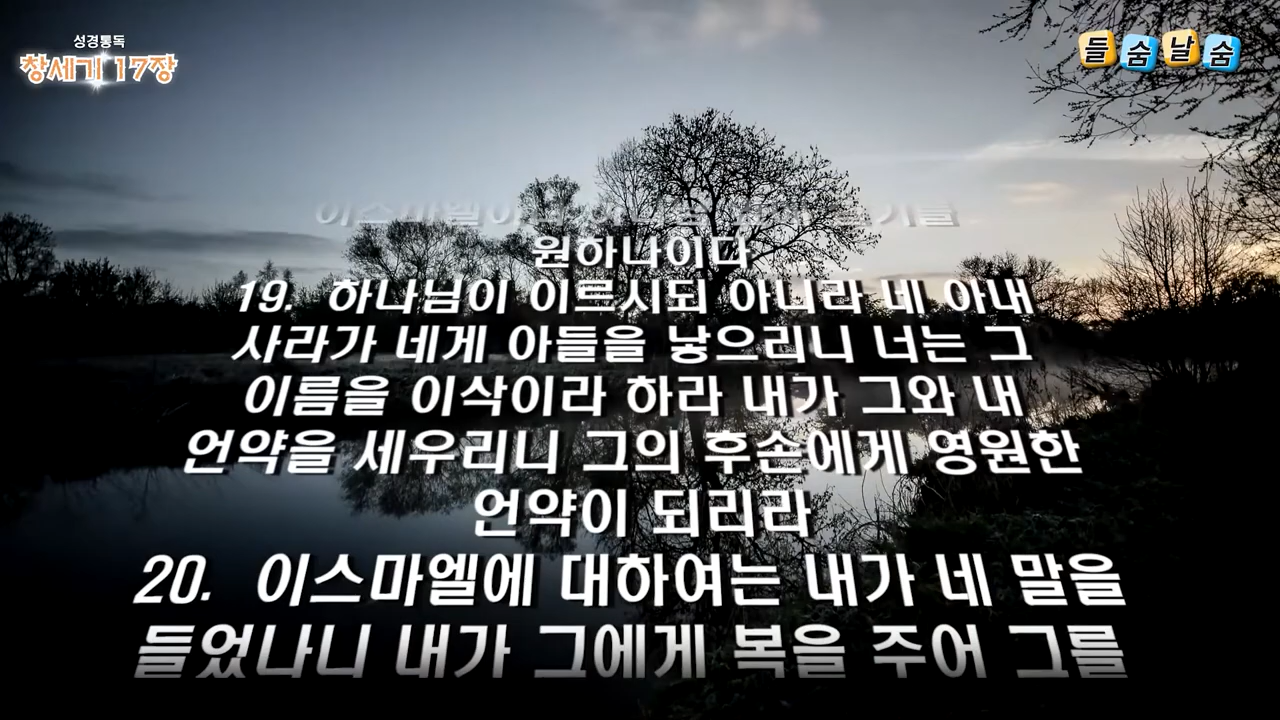 성경통독
창세기 17장
들숨날숨
원하나이다
19. 하나님이 이르시되 아니라 네 아내
사라가 네게 아들을 낳으리니 너는 그
이름을 이삭이라 하라 내가 그와 내
언약을 세우리니 그의 후손에게 영원한
언약이 되리라
20. 이스마엘에 대하여는 내가 네 말을
들었나니 내가 그에게 복을 주어 그를